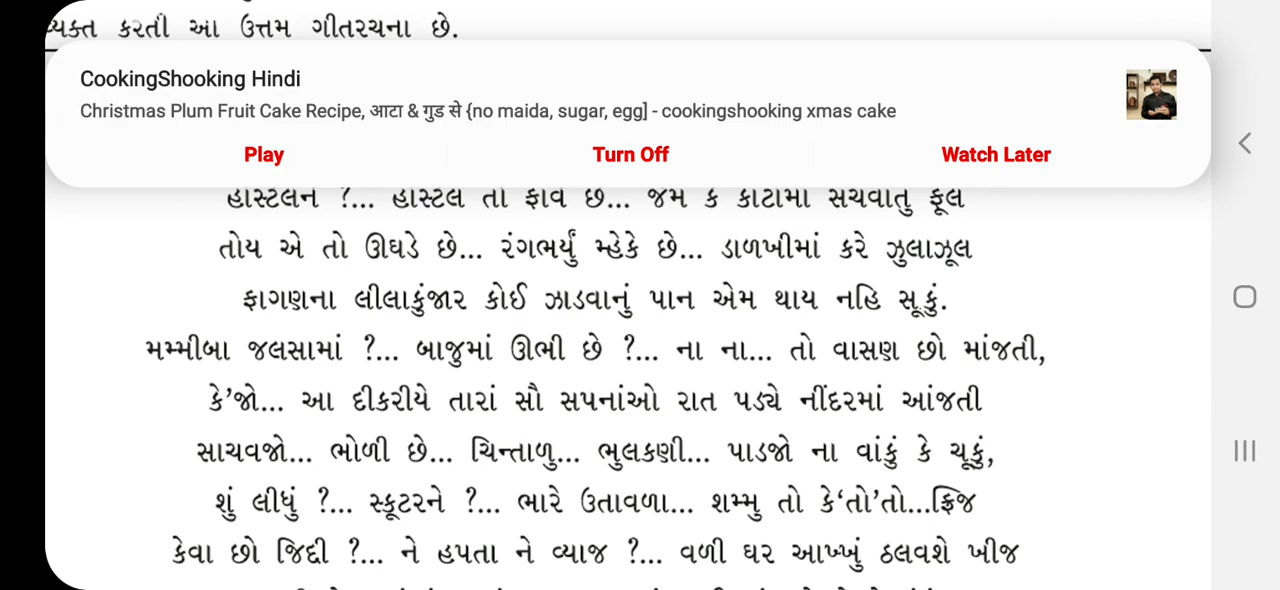 વ્યક્ત કરતી આ ઉત્તમ ગીતરચના છે.
CookingShooking Hindi
Christmas Plum Fruit Cake Recipe, आटा & गुड से {no maida, sugar, egg] - cookingshooking xmas cake
Play Turn Off Watch Later
હૉસ્ટેલને ?... હૉસ્ટેલ તો ફાવે છે... જેમ કે કાંટામાં સચવાતું ફૂલ
તોય એ તો ઊઘડે છે... રંગભર્યું મ્હેકે છે... ડાળખીમાં કરે ઝુલાઝૂલ
ફાગણના લીલાકુંજાર કોઈ ઝાડવાનું પાન એમ થાય નહિ સૂકું.
મમ્મીબા જલસામાં ?... બાજુમાં ઊભી છે ?... ના ના... તો વાસણ છો માંજતી,
કે’જો... આ દીકરીયે તારાં સૌ સપનાંઓ રાત પડ્યે નીંદરમાં આંજતી
સાચવજો... ભોળી છે... ચિન્તાળુ... ભુલકણી... પાડજો ના વાંકું કે ચૂકું,
શું લીધું ?... સ્કૂટરને ?... ભારે ઉતાવળા... શમ્મુ તો કે‘તો’તો...ફ્રિજ
કેવા છો જિદ્દી ?... ને હપતા ને વ્યાજ ?... વળી ઘર આખ્ખું ઠલવશે ખીજ